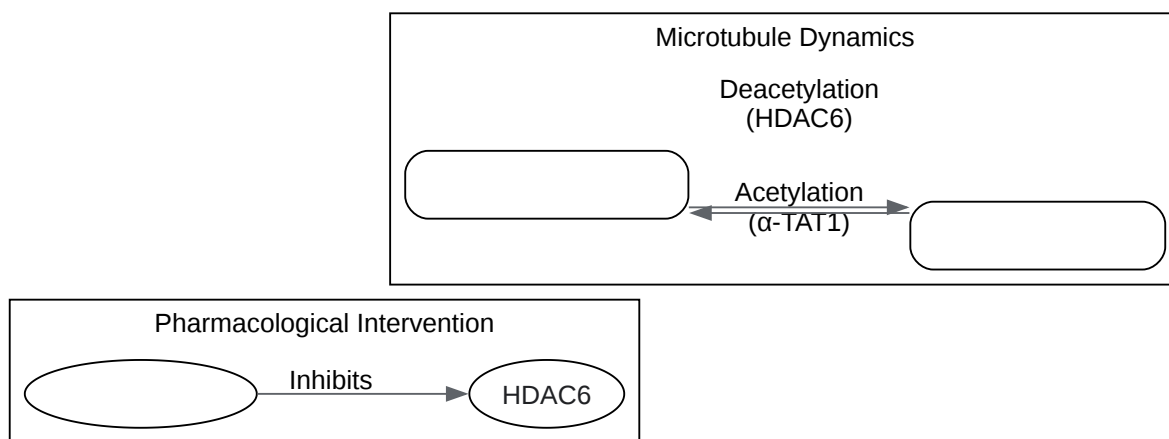 Microtubule Dynamics
Deacetylation
(HDAC6)
Acetylation
(α-TAT1)
Pharmacological Intervention
Inhibits
HDAC6